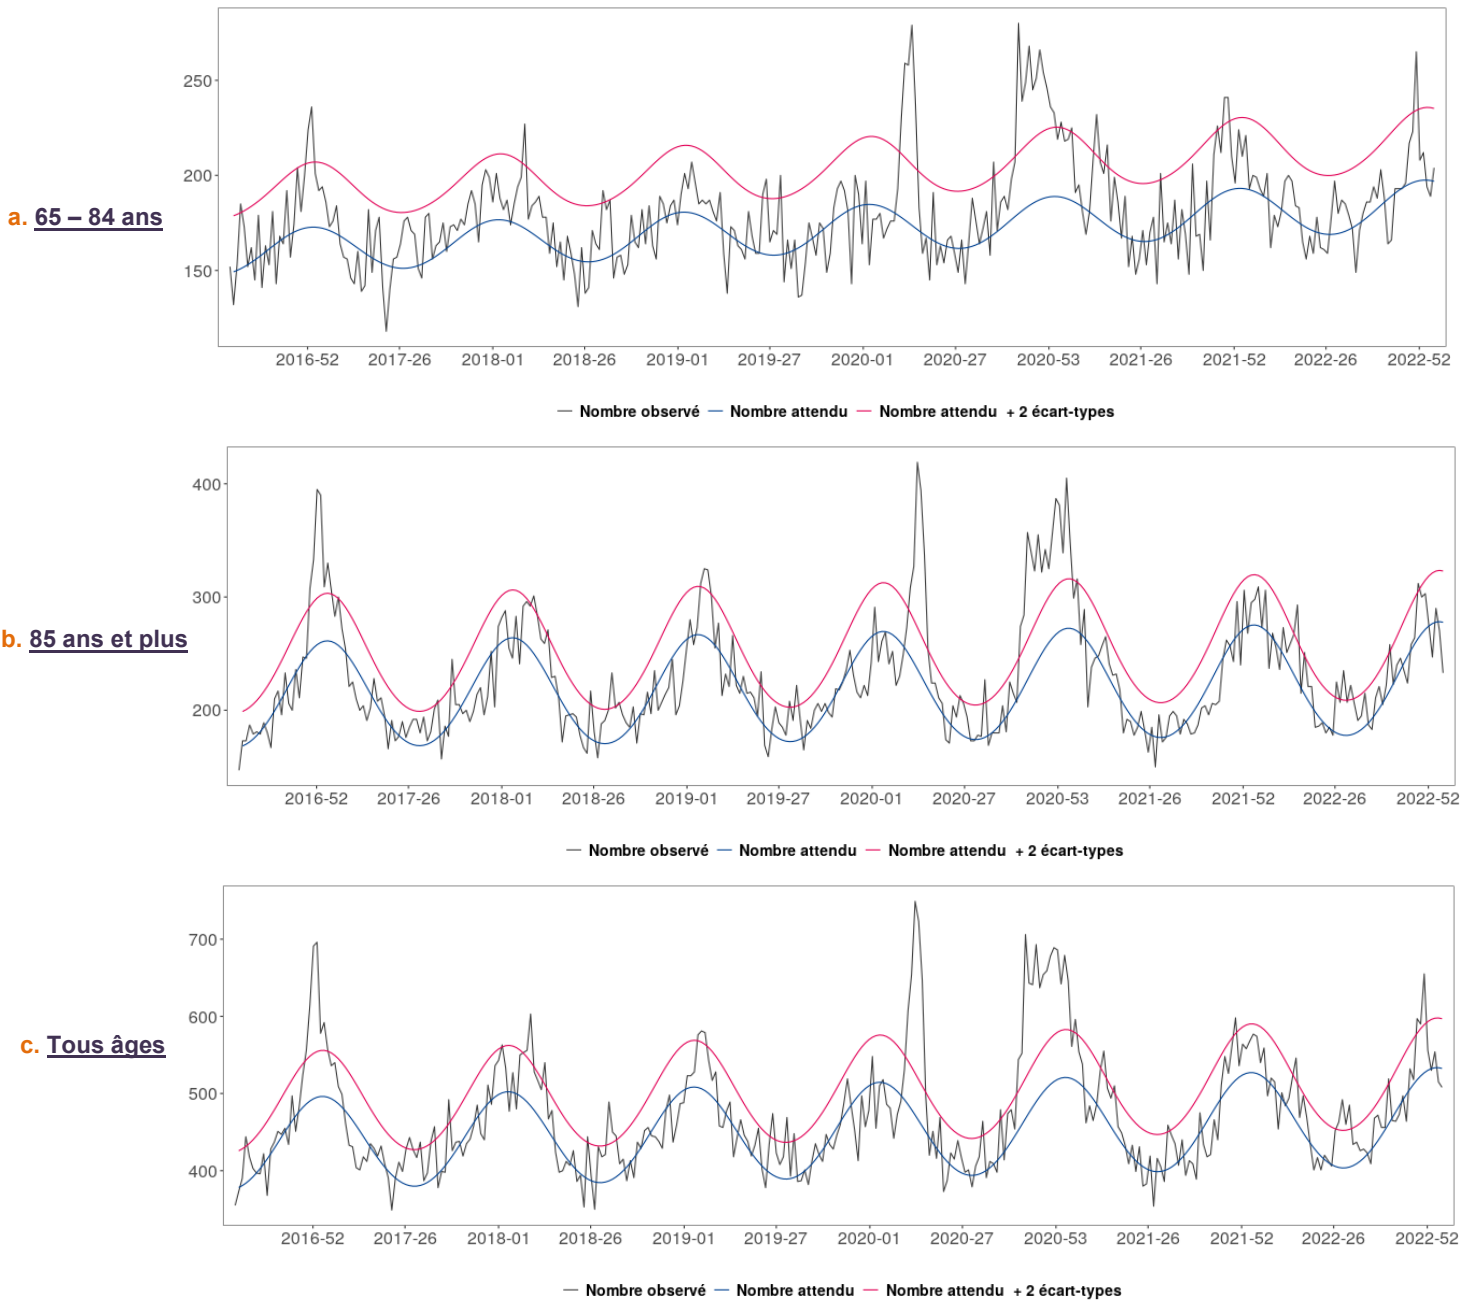 250
200
150
a. 65 – 84 ans
2016-52 2017-26 2018-01 2018-26 2019-01 2019-27 2020-01 2020-27 2020-53 2021-26 2021-52 2022-26 2022-52
Nombre observé Nombre attendu Nombre attendu + 2 écart-types
400
300
200
b. 85 ans et plus
2016-52 2017-26 2018-01 2018-26 2019-01 2019-27 2020-01 2020-27 2020-53 2021-26 2021-52 2022-26 2022-52
Nombre observé Nombre attendu Nombre attendu + 2 écart-types
700
600
500
400
c. Tous âges
2016-52 2017-26 2018-01 2018-26 2019-01 2019-27 2020-01 2020-27 2020-53 2021-26 2021-52 2022-26 2022-52
Nombre observé Nombre attendu Nombre attendu + 2 écart-types